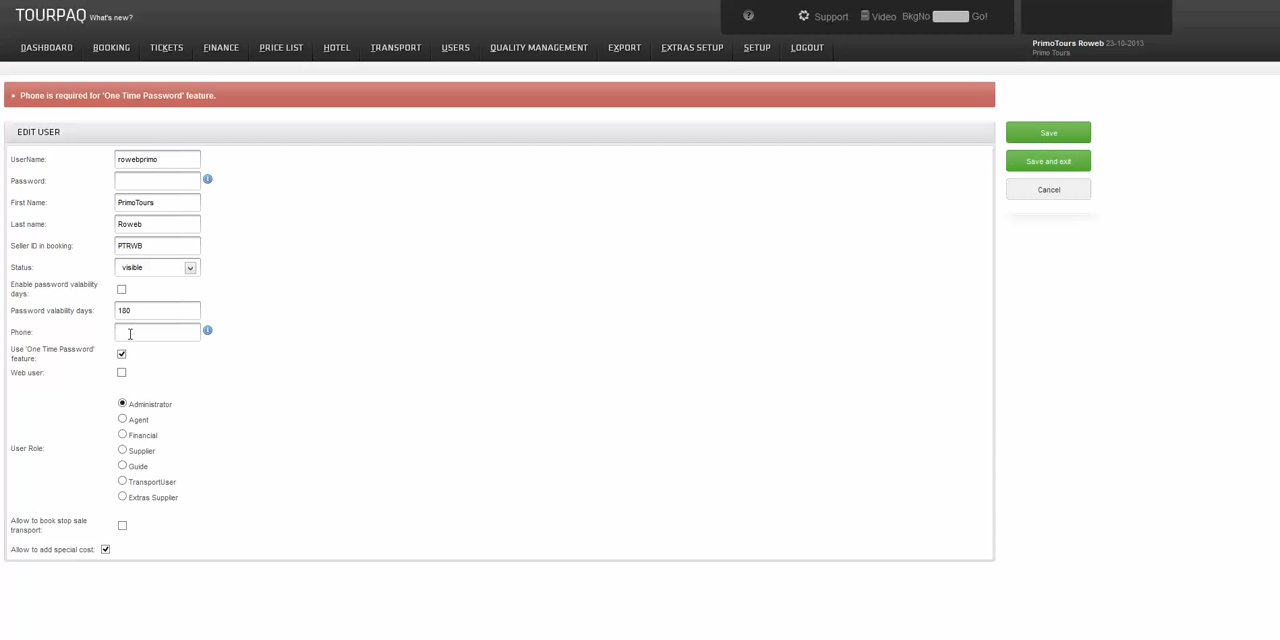 TOURPAQ What's new?
Support Video BkgNo Go!
DASHBOARD BOOKING TICKETS FINANCE PRICE LIST HOTEL TRANSPORT USERS QUALITY MANAGEMENT EXPORT EXTRAS SETUP SETUP LOGOUT
PrimoTours Roweb 23-10-2013
Primo Tours
Phone is required for 'One Time Password' feature.
EDIT USER
UserName: rowebprimo
Password:
First Name: PrimoTours
Last name: Roweb
Seller ID in booking: PTRWB
Status: visible
Enable password valability
days:
Password valability days: 180
Phone:
Use 'One Time Password'
feature:
Web user:
User Role:
Administrator
Agent
Financial
Supplier
Guide
TransportUser
Extras Supplier
Allow to book stop sale
transport:
Allow to add special cost:
Save
Save and exit
Cancel